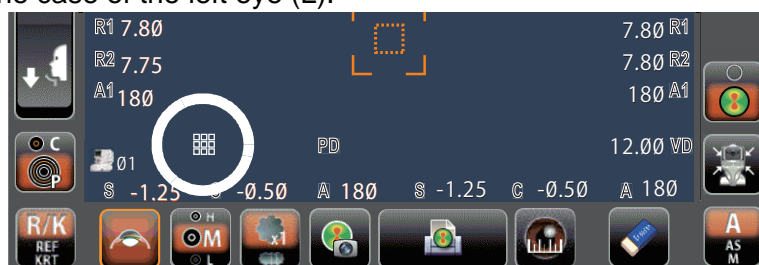 ne case of the left eye (L).
R1 7.80 7.80 R1
R2 7.75 7.80 R2
A1 180 180 A1
C
P
01 PD 12.00 VD
S -1.25 -0.50 A 180 S -1.25 C -0.50 A 180
R/K
REF
KRT
H
M
L
x1
Eraser
A
AS
M